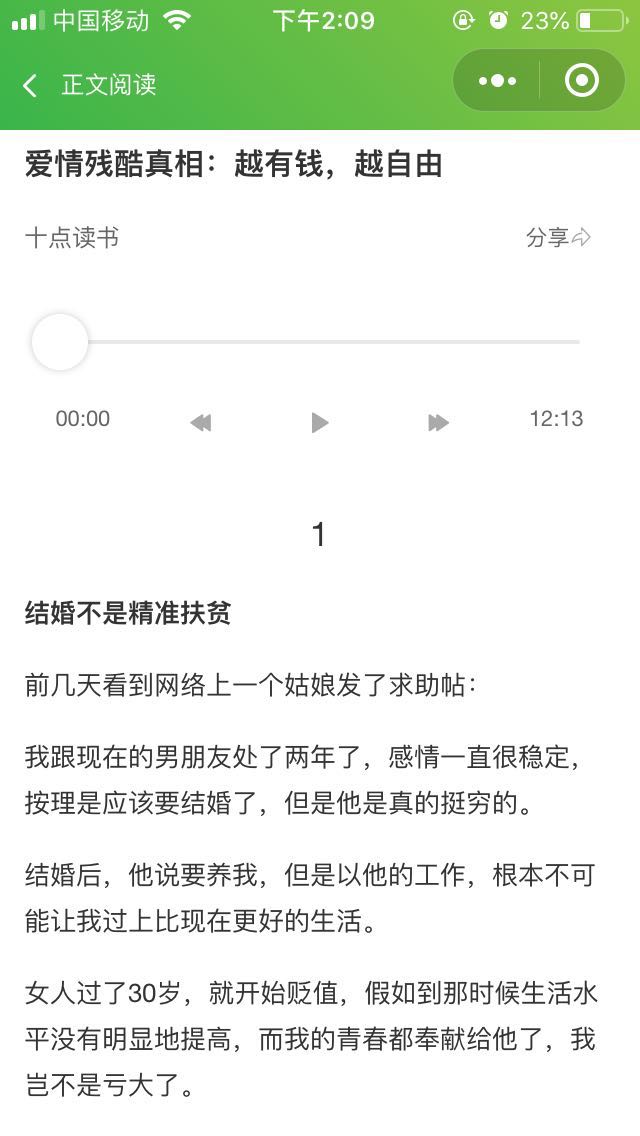 中国移动 下午2:09 23%
正文阅读
爱情残酷真相：越有钱，越自由
十点读书 分享
00:00 12:13
1
结婚不是精准扶贫
前几天看到网络上一个姑娘发了求助帖：
我跟现在的男朋友处了两年了，感情一直很稳定，
按理是应该要结婚了，但是他是真的挺穷的。
结婚后，他说要养我，但是以他的工作，根本不可
能让我过上比现在更好的生活。
女人过了30岁，就开始贬值，假如到那时候生活水
平没有明显地提高，而我的青春都奉献给他了，我
岂不是亏大了。